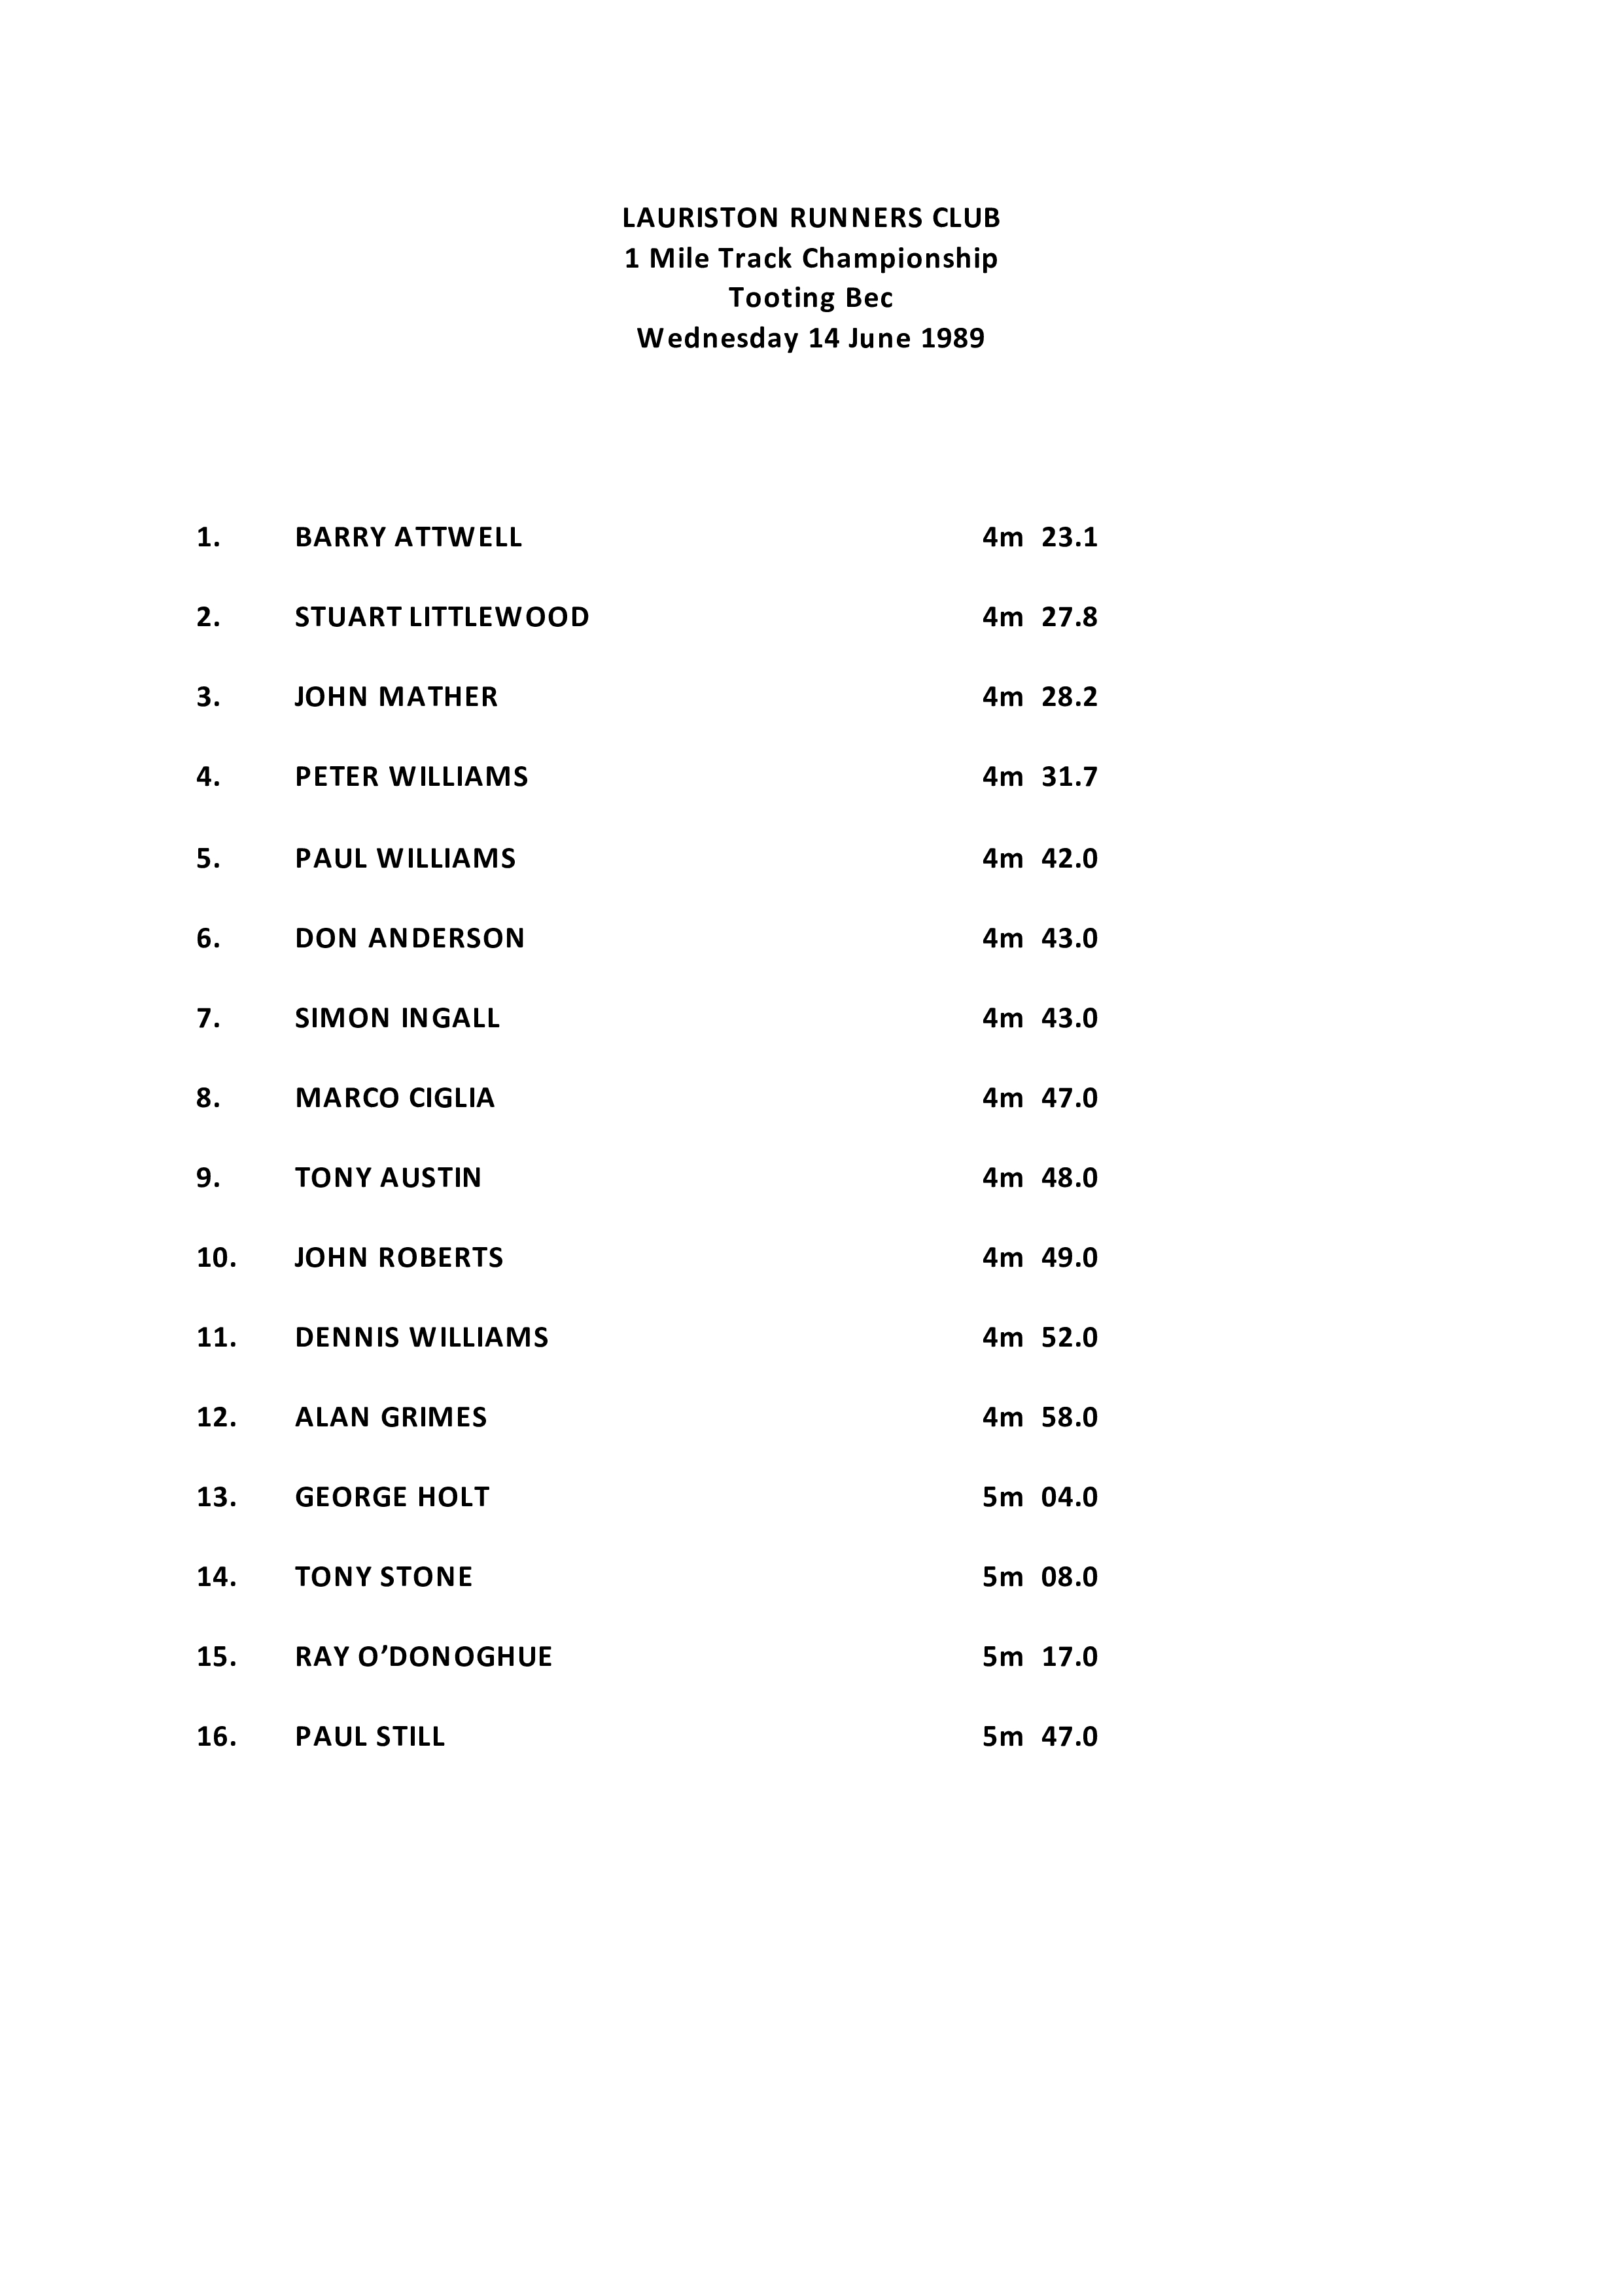 LAURISTON RUNNERS CLUB
1 Mile Track Championship
Tooting Bec
Wednesday 14 June 1989
1. BARRY ATTWELL 4m 23.1
2. STUART LITTLEWOOD 4m 27.8
3. JOHN MATHER 4m 28.2
4. PETER WILLIAMS 4m 31.7
5. PAUL WILLIAMS 4m 42.0
6. DON ANDERSON 4m 43.0
7. SIMON INGALL 4m 43.0
8. MARCO CIGLIA 4m 47.0
9. TONY AUSTIN 4m 48.0
10. JOHN ROBERTS 4m 49.0
11. DENNIS WILLIAMS 4m 52.0
12. ALAN GRIMES 4m 58.0
13. GEORGE HOLT 5m 04.0
14. TONY STONE 5m 08.0
15. RAY O’DONOGHUE 5m 17.0
16. PAUL STILL 5m 47.0